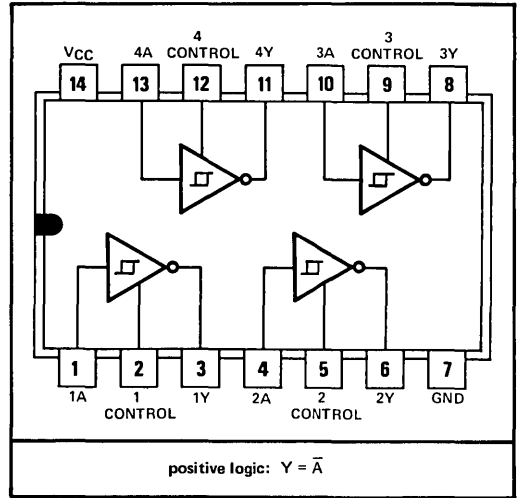 4 3
VCC 4A CONTROL 4Y 3A CONTROL 3Y
14 13 12 11 10 9 8
1 2 3 4 5 6 7
1A 1 1Y 2A 2 2Y GND
CONTROL CONTROL
positive logic: Y = A̅